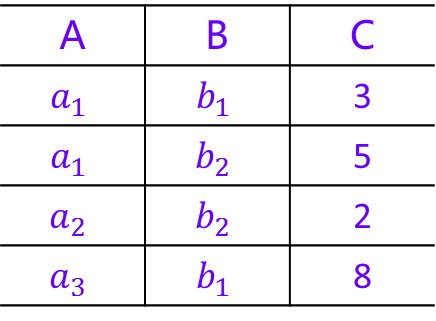 A B C
a₁ b₁ 3
a₁ b₂ 5
a₂ b₂ 2
a₃ b₁ 8